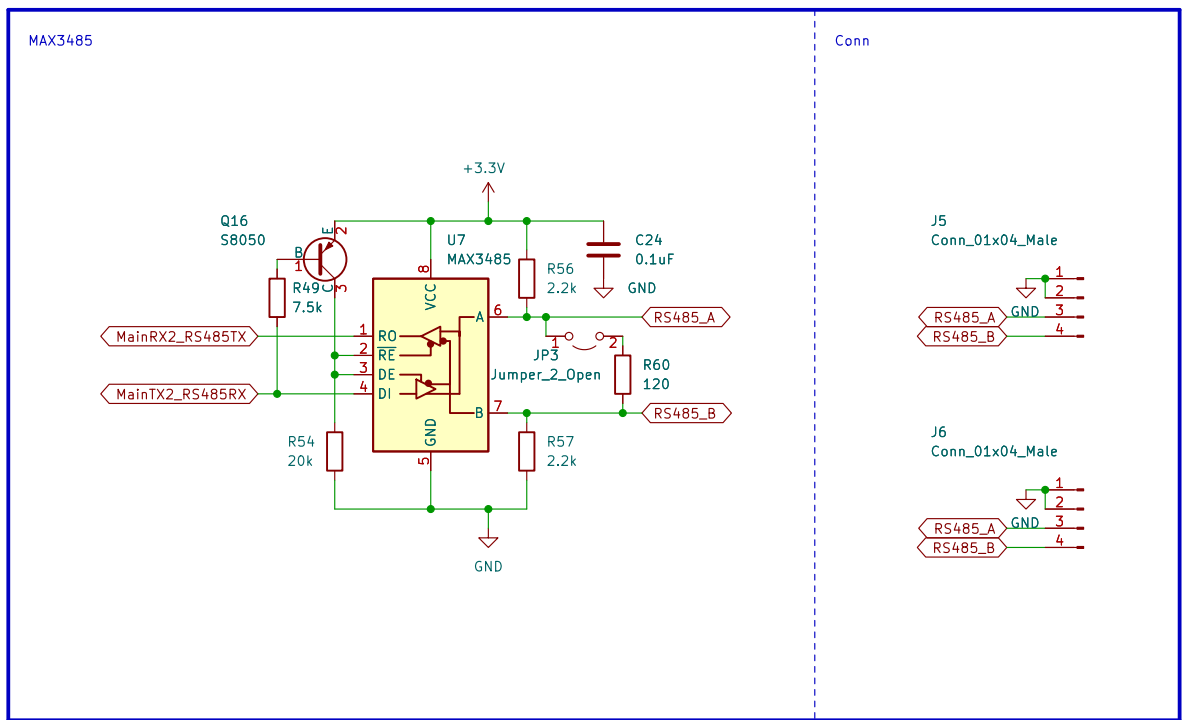 MAX3485
Conn
+3.3V
Q16
S8050
E
2
B
1
C
3
R49
7.5k
U7
MAX3485
8
VCC
R56
2.2k
C24
0.1uF
GND
MainRX2_RS485TX
MainTX2_RS485RX
1
RO
2
RE
3
DE
4
DI
A
6
RS485_A
1
2
JP3
Jumper_2_Open
R60
120
B
7
RS485_B
GND
5
R54
20k
R57
2.2k
GND
J5
Conn_01x04_Male
1
2
GND
RS485_A
3
RS485_B
4
J6
Conn_01x04_Male
1
2
GND
RS485_A
3
RS485_B
4